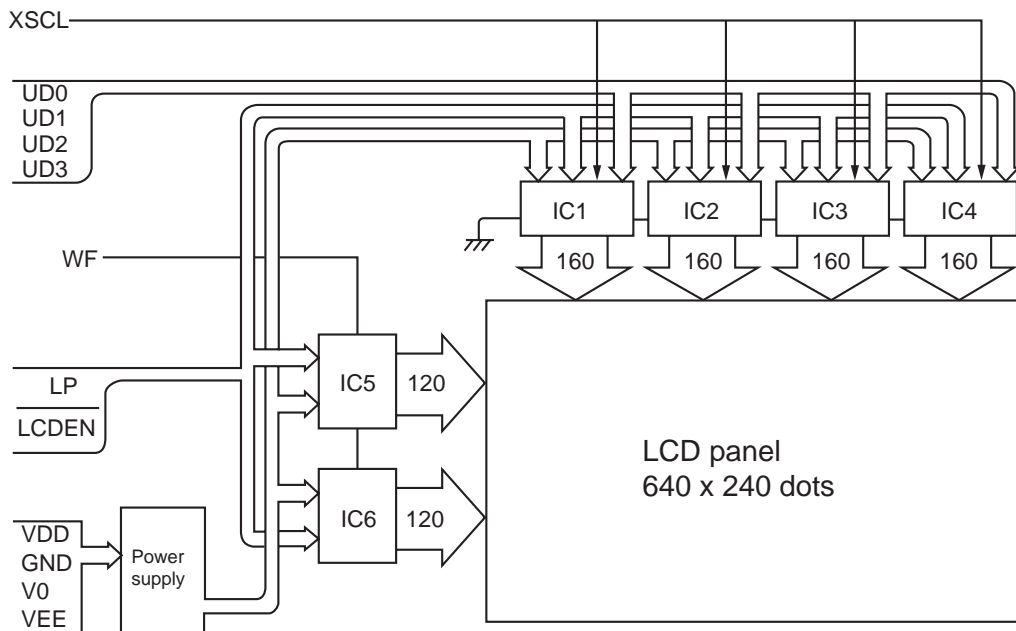 XSCL
UD0
UD1
UD2
UD3
IC1
IC2
IC3
IC4
WF
160
160
160
160
LP
LCDEN
IC5
120
LCD panel
640 x 240 dots
IC6
120
VDD
GND
V0
VEE
Power
supply